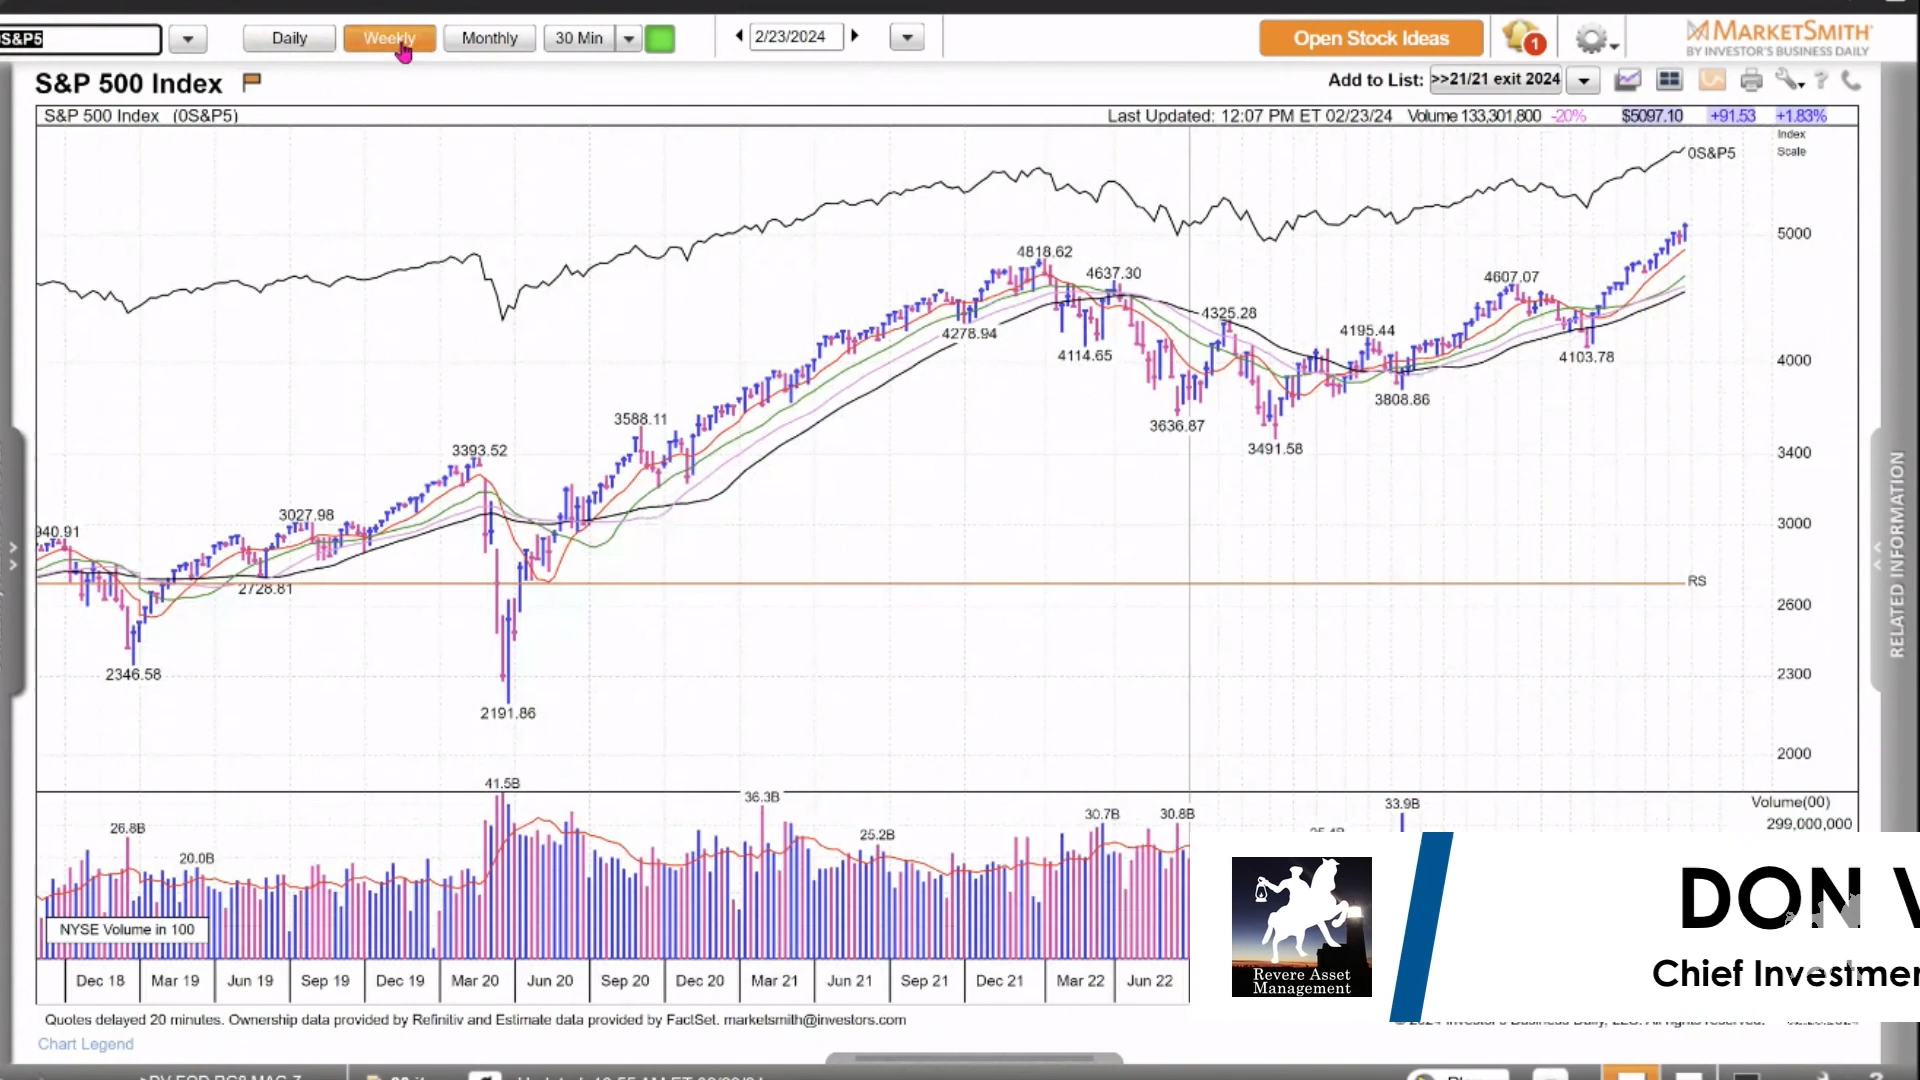 0S&P5
Daily
Weekly
Monthly
30 Min
2/23/2024
Open Stock Ideas
1
MARKETSMITH
BY INVESTOR'S BUSINESS DAILY
S&P 500 Index
Add to List:
>>21/21 exit 2024
S&P 500 Index (0S&P5)
Last Updated: 12:07 PM ET 02/23/24 Volume 133,301,800 -20% $5097.10 +91.53 +1.83%
Index
Scale
0S&P5
5000
4818.62
4637.30
4607.07
4325.28
4278.94
4195.44
4114.65
4103.78
4000
3808.86
3588.11
3636.87
3491.58
3393.52
3400
3027.98
3000
940.91
2728.81
RS
2600
2346.58
2300
2191.86
2000
41.5B
36.3B
33.9B
30.7B
30.8B
26.8B
25.2B
20.0B
Volume(00)
299,000,000
NYSE Volume in 100
Dec 18 Mar 19 Jun 19 Sep 19 Dec 19 Mar 20 Jun 20 Sep 20 Dec 20 Mar 21 Jun 21 Sep 21 Dec 21 Mar 22 Jun 22
RELATED INFORMATION
Revere Asset
Management
DON V
Chief Investmen
Quotes delayed 20 minutes. Ownership data provided by Refinitiv and Estimate data provided by FactSet. marketsmith@investors.com
Chart Legend